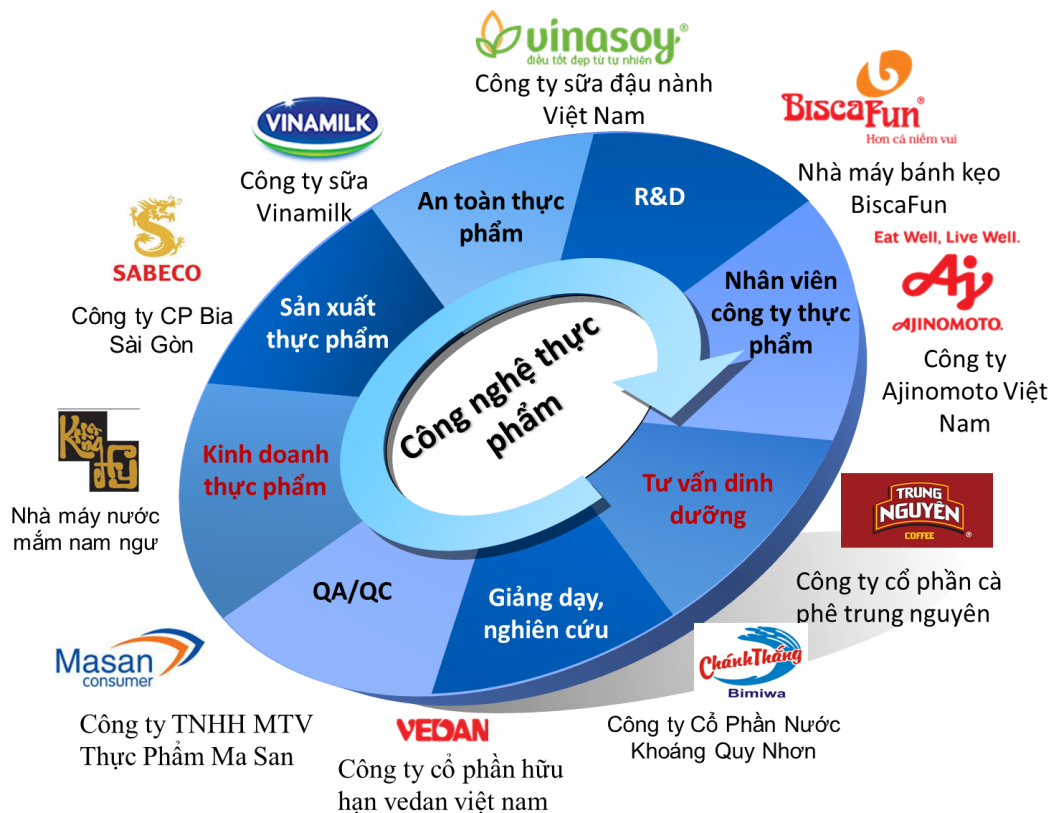 vinasoy®
điều tốt đẹp từ tự nhiên
Công ty sữa đậu nành
Việt Nam
BiscaFun®
Hơn cả niềm vui
Nhà máy bánh kẹo
BiscaFun
Eat Well, Live Well.
Aj
AJINOMOTO.
Công ty
Ajinomoto Việt
Nam
TRUNG
NGUYÊN
COFFEE
®
Công ty cổ phần cà
phê trung nguyên
ChánhThắng
Bimiwa
Công ty Cổ Phần Nước
Khoáng Quy Nhơn
VEDAN
Công ty cổ phần hữu
hạn vedan việt nam
Masan
consumer
Công ty TNHH MTV
Thực Phẩm Ma San
Nhà máy nước
mắm nam ngư
SABECO
Công ty CP Bia
Sài Gòn
VINAMILK
Công ty sữa
Vinamilk
An toàn thực
phẩm
R&D
Nhân viên
công ty thực
phẩm
Tư vấn dinh
dưỡng
Giảng dạy,
nghiên cứu
QA/QC
Kinh doanh
thực phẩm
Sản xuất
thực phẩm
Công nghệ thực
phẩm